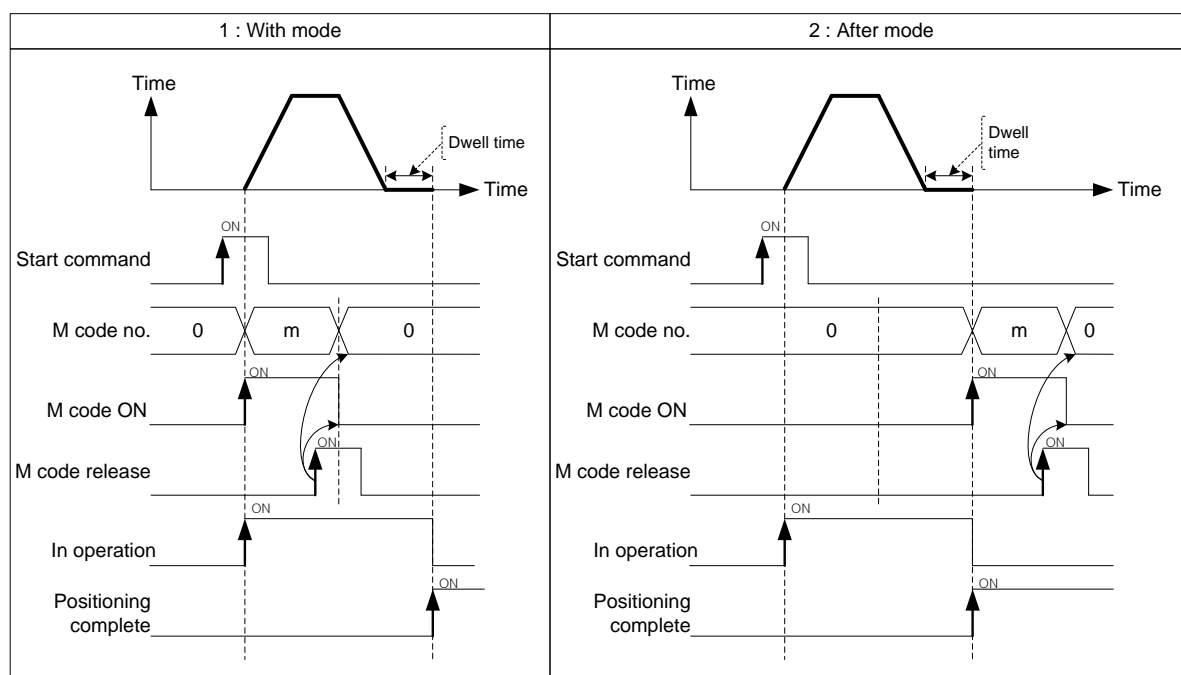 1 : With mode
Time
Dwell time
Time
ON
Start command
M code no.
0
m
0
ON
M code ON
ON
M code release
ON
In operation
ON
Positioning
complete
2 : After mode
Time
Dwell
time
Time
ON
Start command
M code no.
0
m
0
ON
M code ON
ON
M code release
ON
In operation
ON
Positioning
complete